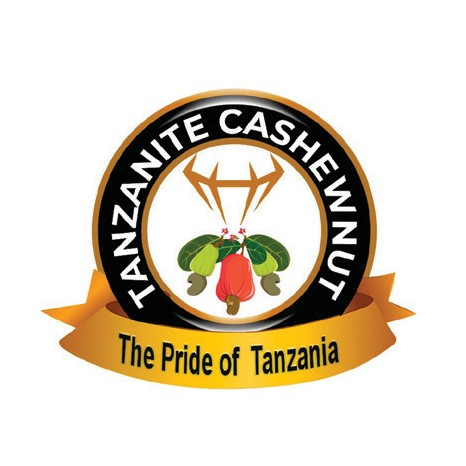 TANZANITE CASHEWNUT
The Pride of Tanzania